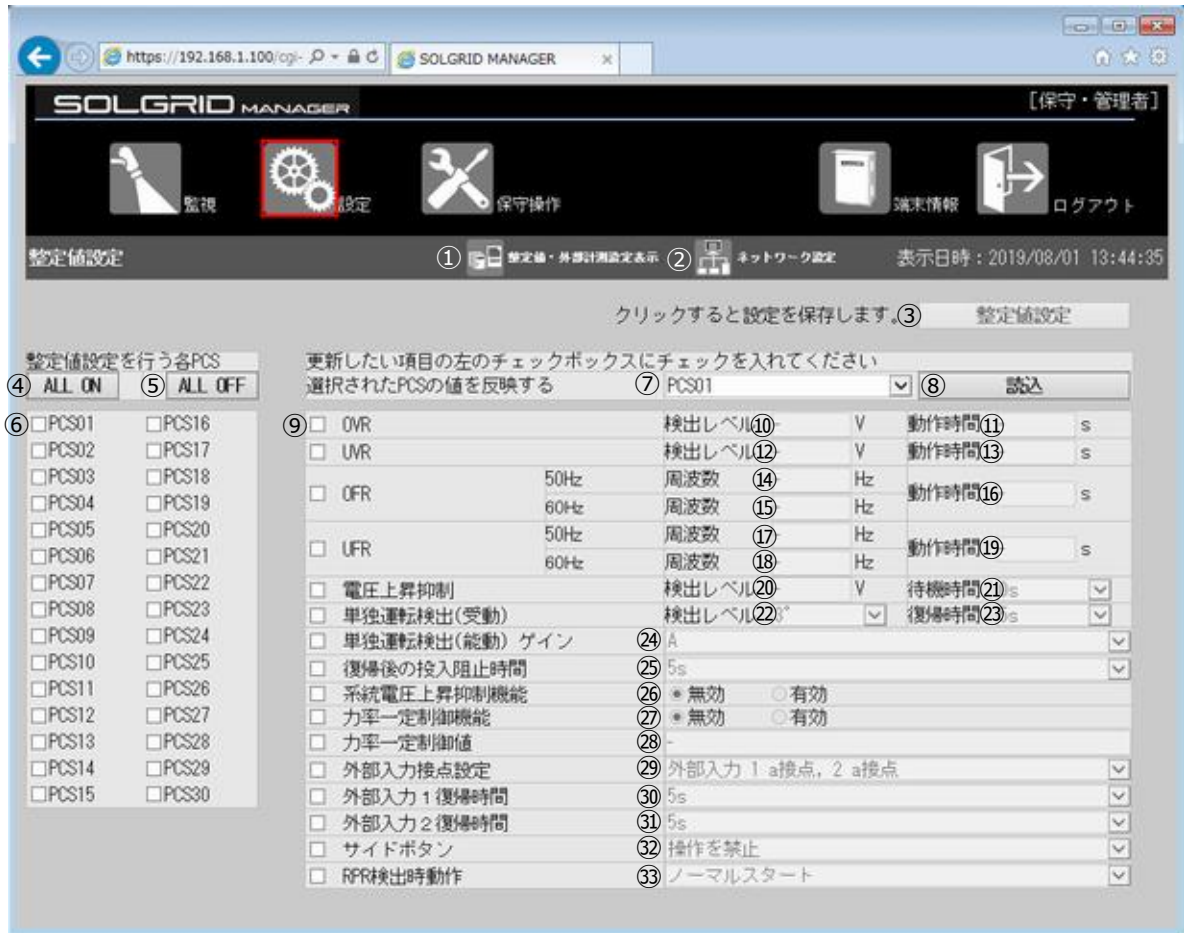 https://192.168.1.100/cgi-
SOLGRID MANAGER
SOLGRID MANAGER
[保守・管理者]
監視
設定
保守操作
端末情報
ログアウト
整定値設定 ① 整定値・外部計測設定表示 ② ネットワーク設定 表示日時：2019/08/01 13:44:35
クリックすると設定を保存します。③ 整定値設定
整定値設定を行う各PCS
④ ALL ON ⑤ ALL OFF
⑥ PCS01 PCS16
PCS02 PCS17
PCS03 PCS18
PCS04 PCS19
PCS05 PCS20
PCS06 PCS21
PCS07 PCS22
PCS08 PCS23
PCS09 PCS24
PCS10 PCS25
PCS11 PCS26
PCS12 PCS27
PCS13 PCS28
PCS14 PCS29
PCS15 PCS30
更新したい項目の左のチェックボックスにチェックを入れてください
選択されたPCSの値を反映する ⑦ PCS01 ⑧ 読込
⑨ OVR 検出レベル ⑩ V 動作時間 ⑪ s
UVR 検出レベル ⑫ V 動作時間 ⑬ s
OFR 50Hz 周波数 ⑭ Hz 動作時間 ⑯ s
60Hz 周波数 ⑮ Hz
UFR 50Hz 周波数 ⑰ Hz 動作時間 ⑲ s
60Hz 周波数 ⑱ Hz
電圧上昇抑制 検出レベル ⑳ V 待機時間 ㉑ s
単独運転検出(受動) 検出レベル ㉒ ° 復帰時間 ㉓ s
単独運転検出(能動) ゲイン ㉔ A
復帰後の投入阻止時間 ㉕ 5s
系統電圧上昇抑制機能 ㉖ 無効 有効
力率一定制御機能 ㉗ 無効 有効
力率一定制御値 ㉘ -
外部入力接点設定 ㉙ 外部入力 1 a接点, 2 a接点
外部入力１復帰時間 ㉚ 5s
外部入力２復帰時間 ㉛ 5s
サイドボタン ㉜ 操作を禁止
RPR検出時動作 ㉝ ノーマルスタート